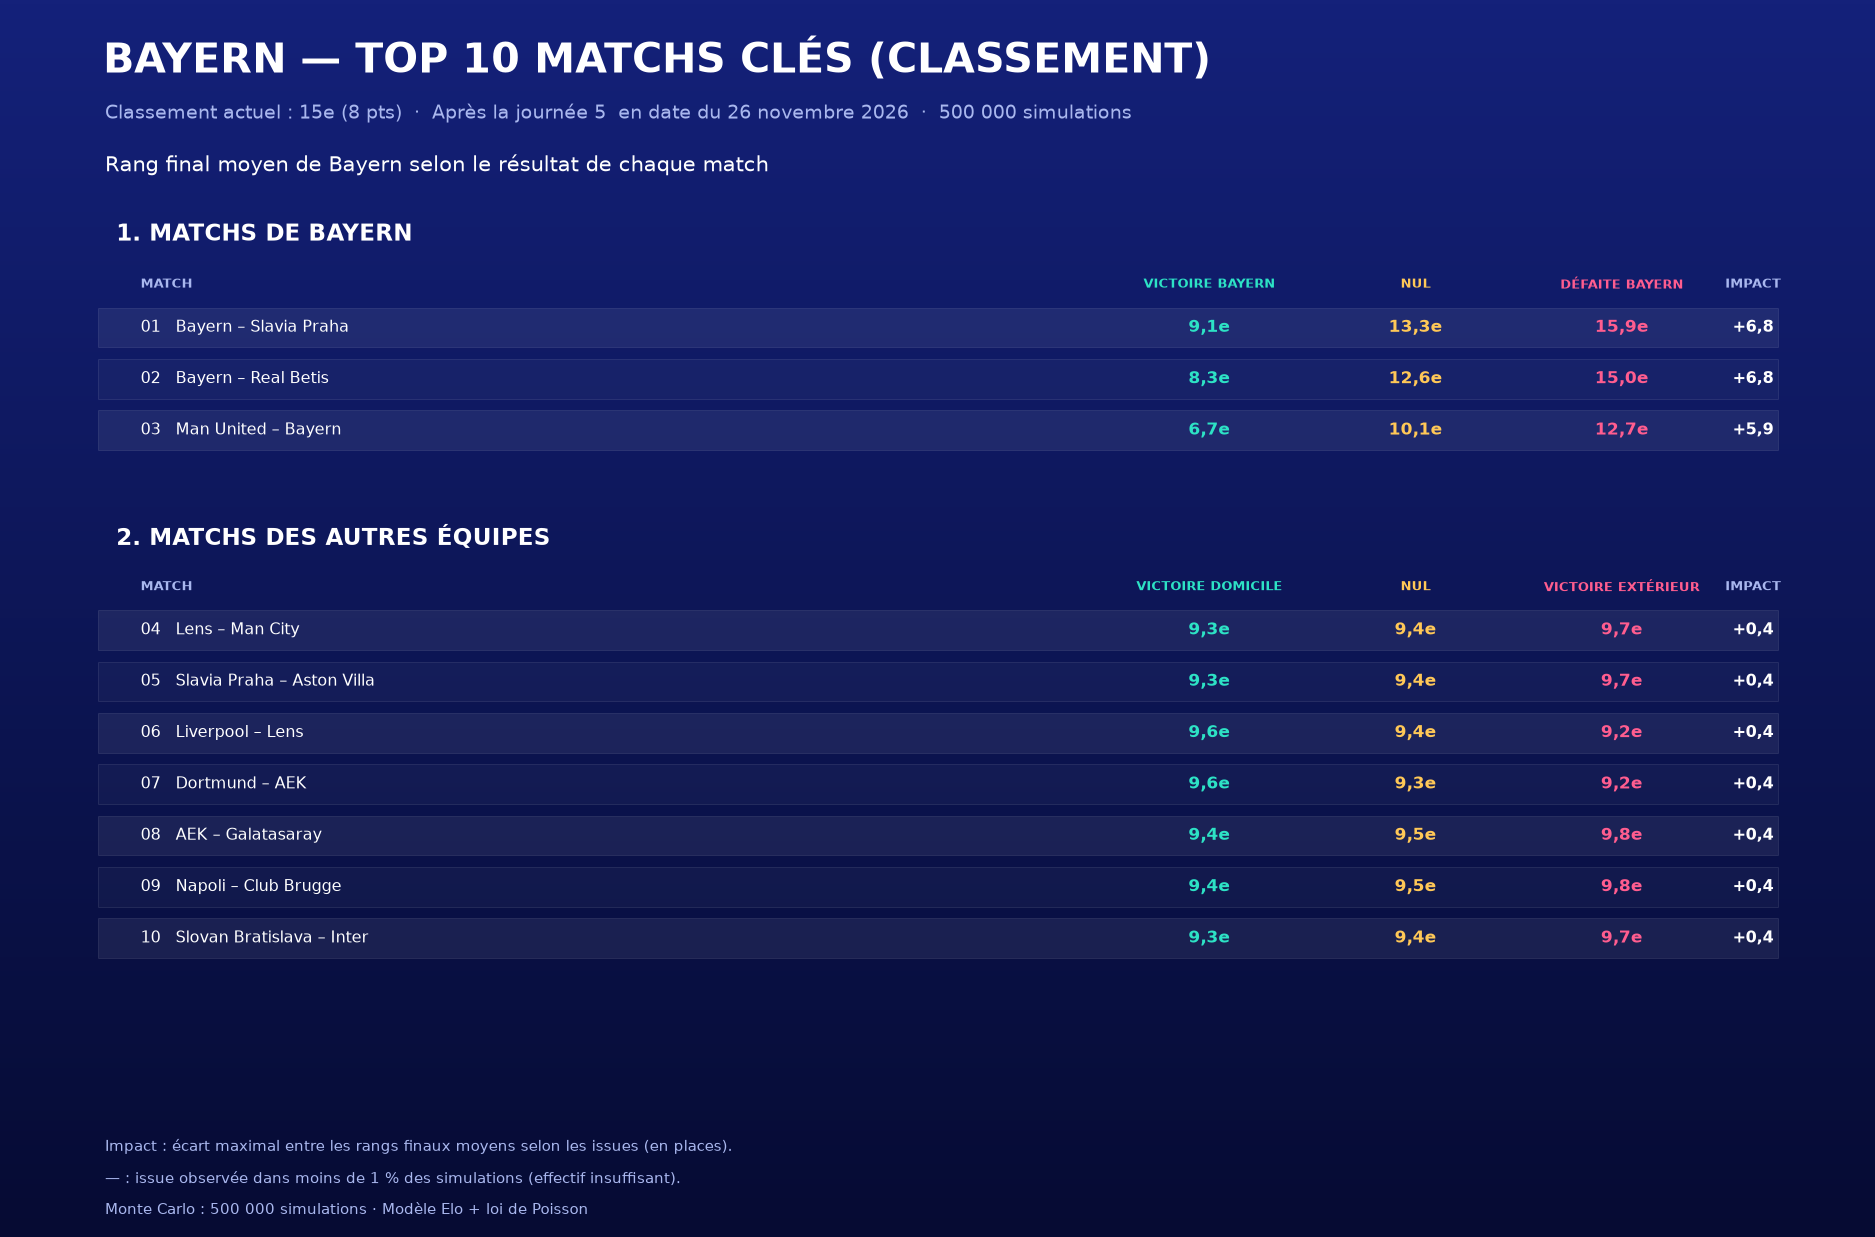 BAYERN — TOP 10 MATCHS CLÉS (CLASSEMENT)
Classement actuel : 15e (8 pts) · Après la journée 5 en date du 26 novembre 2026 · 500 000 simulations
Rang final moyen de Bayern selon le résultat de chaque match
1. MATCHS DE BAYERN
MATCH VICTOIRE BAYERN NUL DÉFAITE BAYERN IMPACT
01 Bayern – Slavia Praha 9,1e 13,3e 15,9e +6,8
02 Bayern – Real Betis 8,3e 12,6e 15,0e +6,8
03 Man United – Bayern 6,7e 10,1e 12,7e +5,9
2. MATCHS DES AUTRES ÉQUIPES
MATCH VICTOIRE DOMICILE NUL VICTOIRE EXTÉRIEUR IMPACT
04 Lens – Man City 9,3e 9,4e 9,7e +0,4
05 Slavia Praha – Aston Villa 9,3e 9,4e 9,7e +0,4
06 Liverpool – Lens 9,6e 9,4e 9,2e +0,4
07 Dortmund – AEK 9,6e 9,3e 9,2e +0,4
08 AEK – Galatasaray 9,4e 9,5e 9,8e +0,4
09 Napoli – Club Brugge 9,4e 9,5e 9,8e +0,4
10 Slovan Bratislava – Inter 9,3e 9,4e 9,7e +0,4
Impact : écart maximal entre les rangs finaux moyens selon les issues (en places).
— : issue observée dans moins de 1 % des simulations (effectif insuffisant).
Monte Carlo : 500 000 simulations · Modèle Elo + loi de Poisson